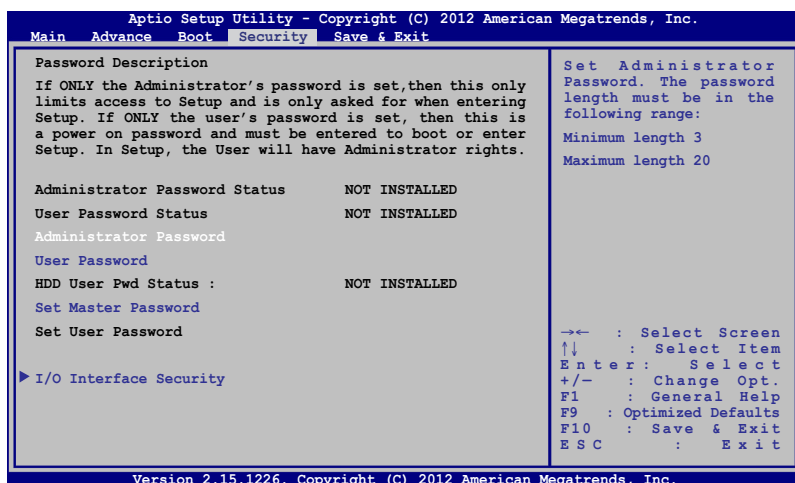 Aptio Setup Utility - Copyright (C) 2012 American Megatrends, Inc.
Main Advance Boot Security Save & Exit
Password Description
If ONLY the Administrator's password is set,then this only
limits access to Setup and is only asked for when entering
Setup. If ONLY the user's password is set, then this is
a power on password and must be entered to boot or enter
Setup. In Setup, the User will have Administrator rights.
Administrator Password Status NOT INSTALLED
User Password Status NOT INSTALLED
Administrator Password
User Password
HDD User Pwd Status : NOT INSTALLED
Set Master Password
Set User Password
I/O Interface Security
Set Administrator
Password. The password
length must be in the
following range:
Minimum length 3
Maximum length 20
→← : Select Screen
↑↓ : Select Item
Enter: Select
+/— : Change Opt.
F1 : General Help
F9 : Optimized Defaults
F10 : Save & Exit
ESC : Exit
Version 2.15.1226. Copyright (C) 2012 American Megatrends, Inc.